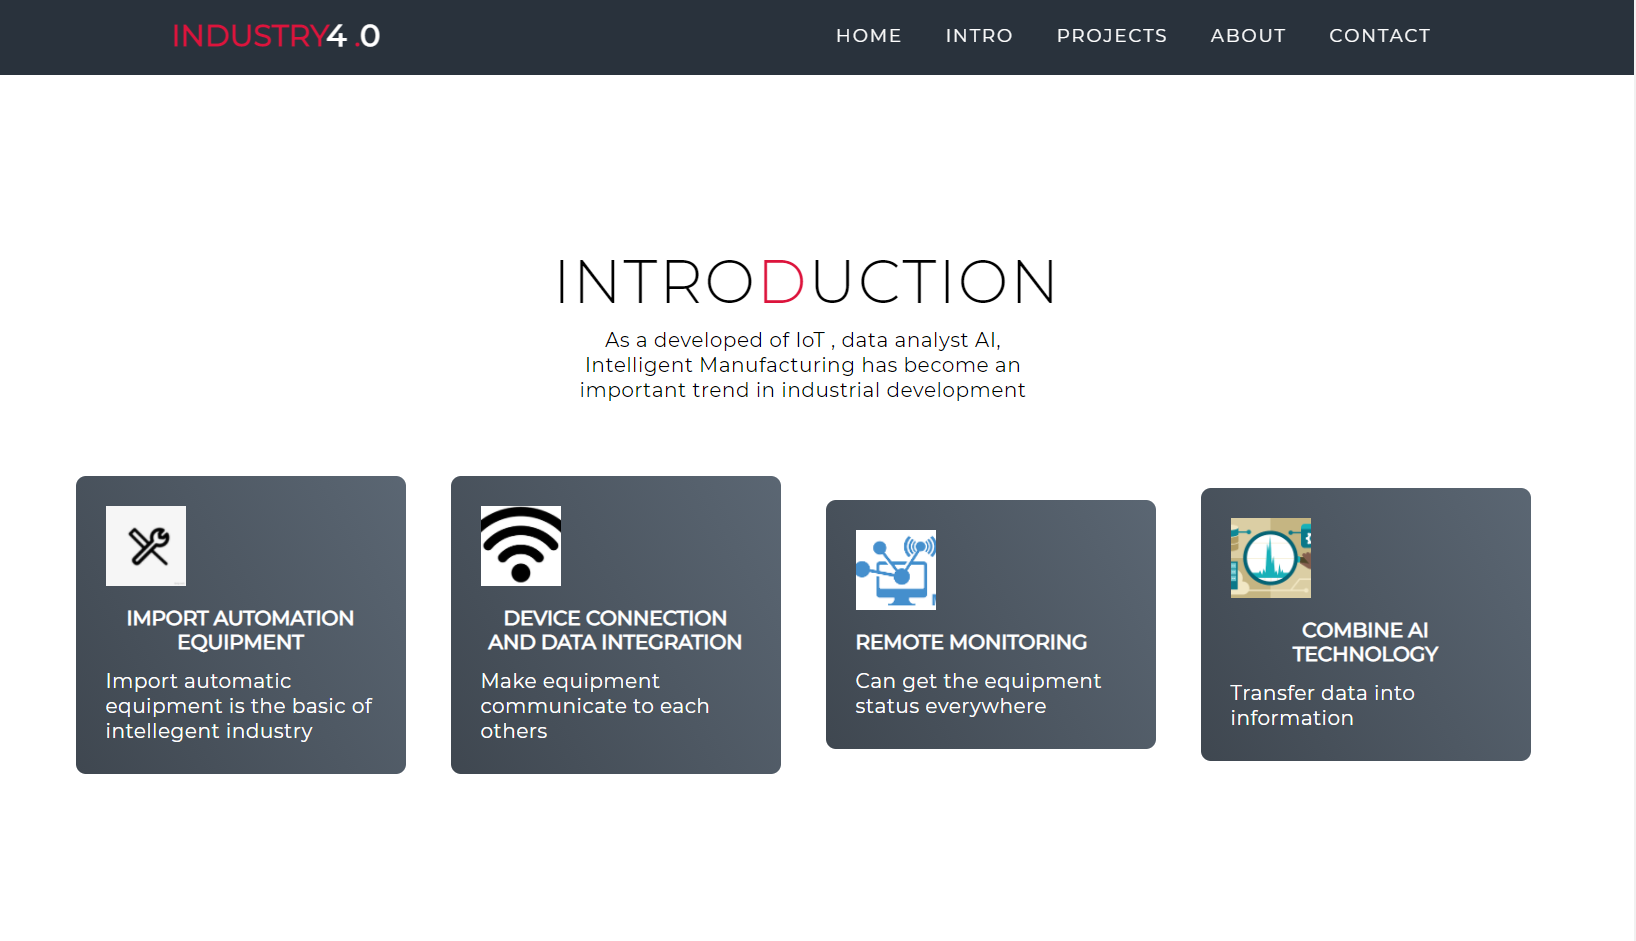 INDUSTRY4 .0
HOME INTRO PROJECTS ABOUT CONTACT
INTRODUCTION
As a developed of IoT , data analyst AI,
Intelligent Manufacturing has become an
important trend in industrial development
IMPORT AUTOMATION
EQUIPMENT
Import automatic
equipment is the basic of
intellegent industry
DEVICE CONNECTION
AND DATA INTEGRATION
Make equipment
communicate to each
others
REMOTE MONITORING
Can get the equipment
status everywhere
COMBINE AI
TECHNOLOGY
Transfer data into
information